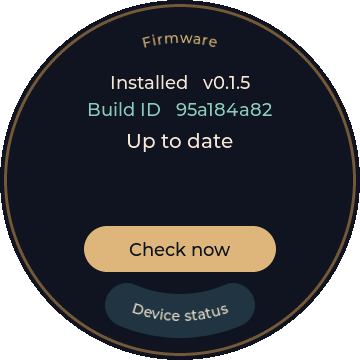 Firmware
Installed v0.1.5
Build ID 95a184a82
Up to date
Check now
Device status